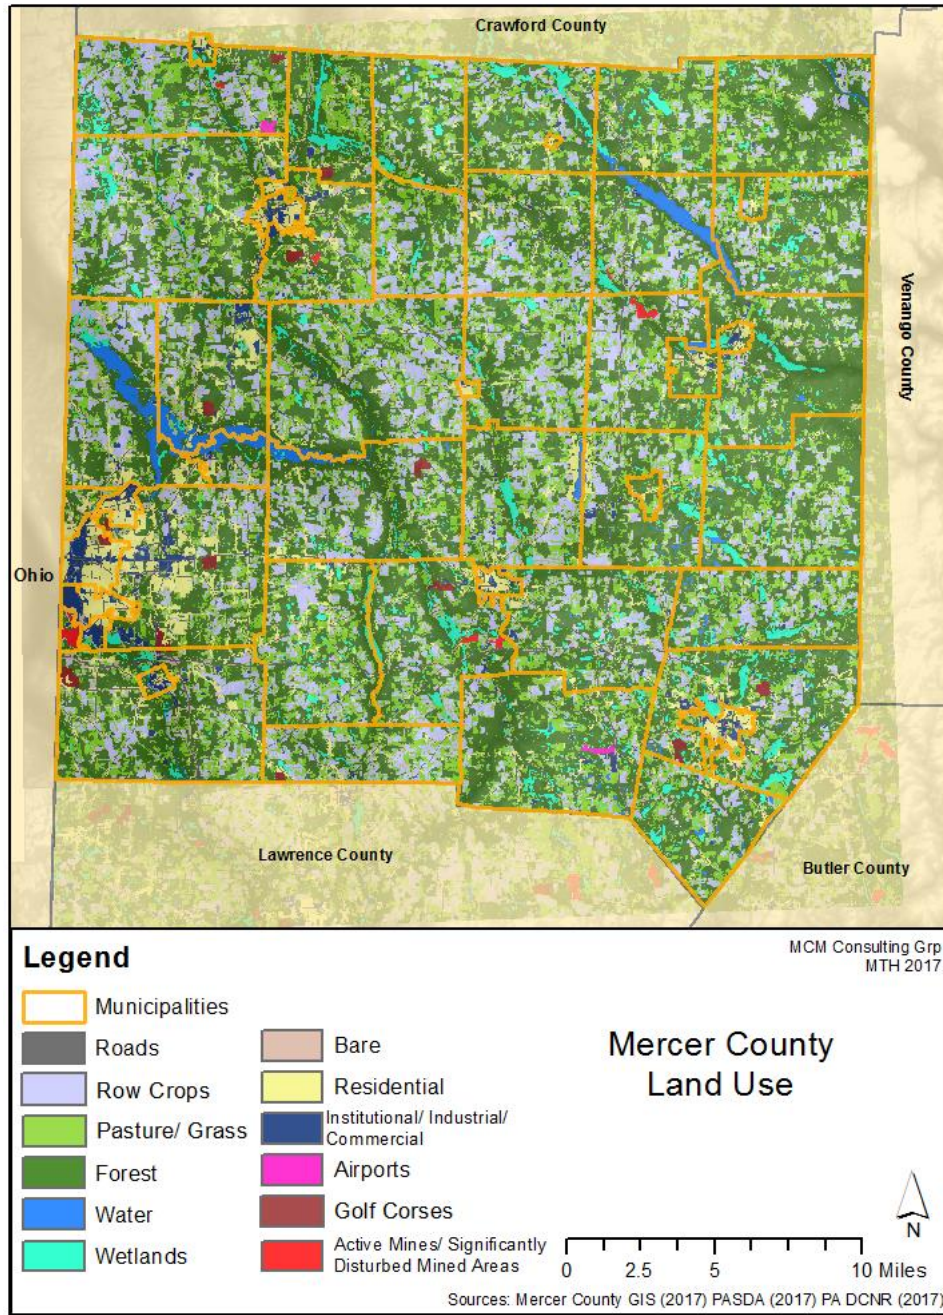 Crawford County
Venango County
Ohio
Lawrence County
Butler County
Legend
MCM Consulting Grp
MTH 2017
Municipalities
Roads
Row Crops
Pasture/ Grass
Forest
Water
Wetlands
Bare
Residential
Institutional/ Industrial/
Commercial
Airports
Golf Corses
Active Mines/ Significantly
Disturbed Mined Areas
Mercer County
Land Use
N
0 2.5 5 10 Miles
Sources: Mercer County GIS (2017) PASDA (2017) PA DCNR (2017)